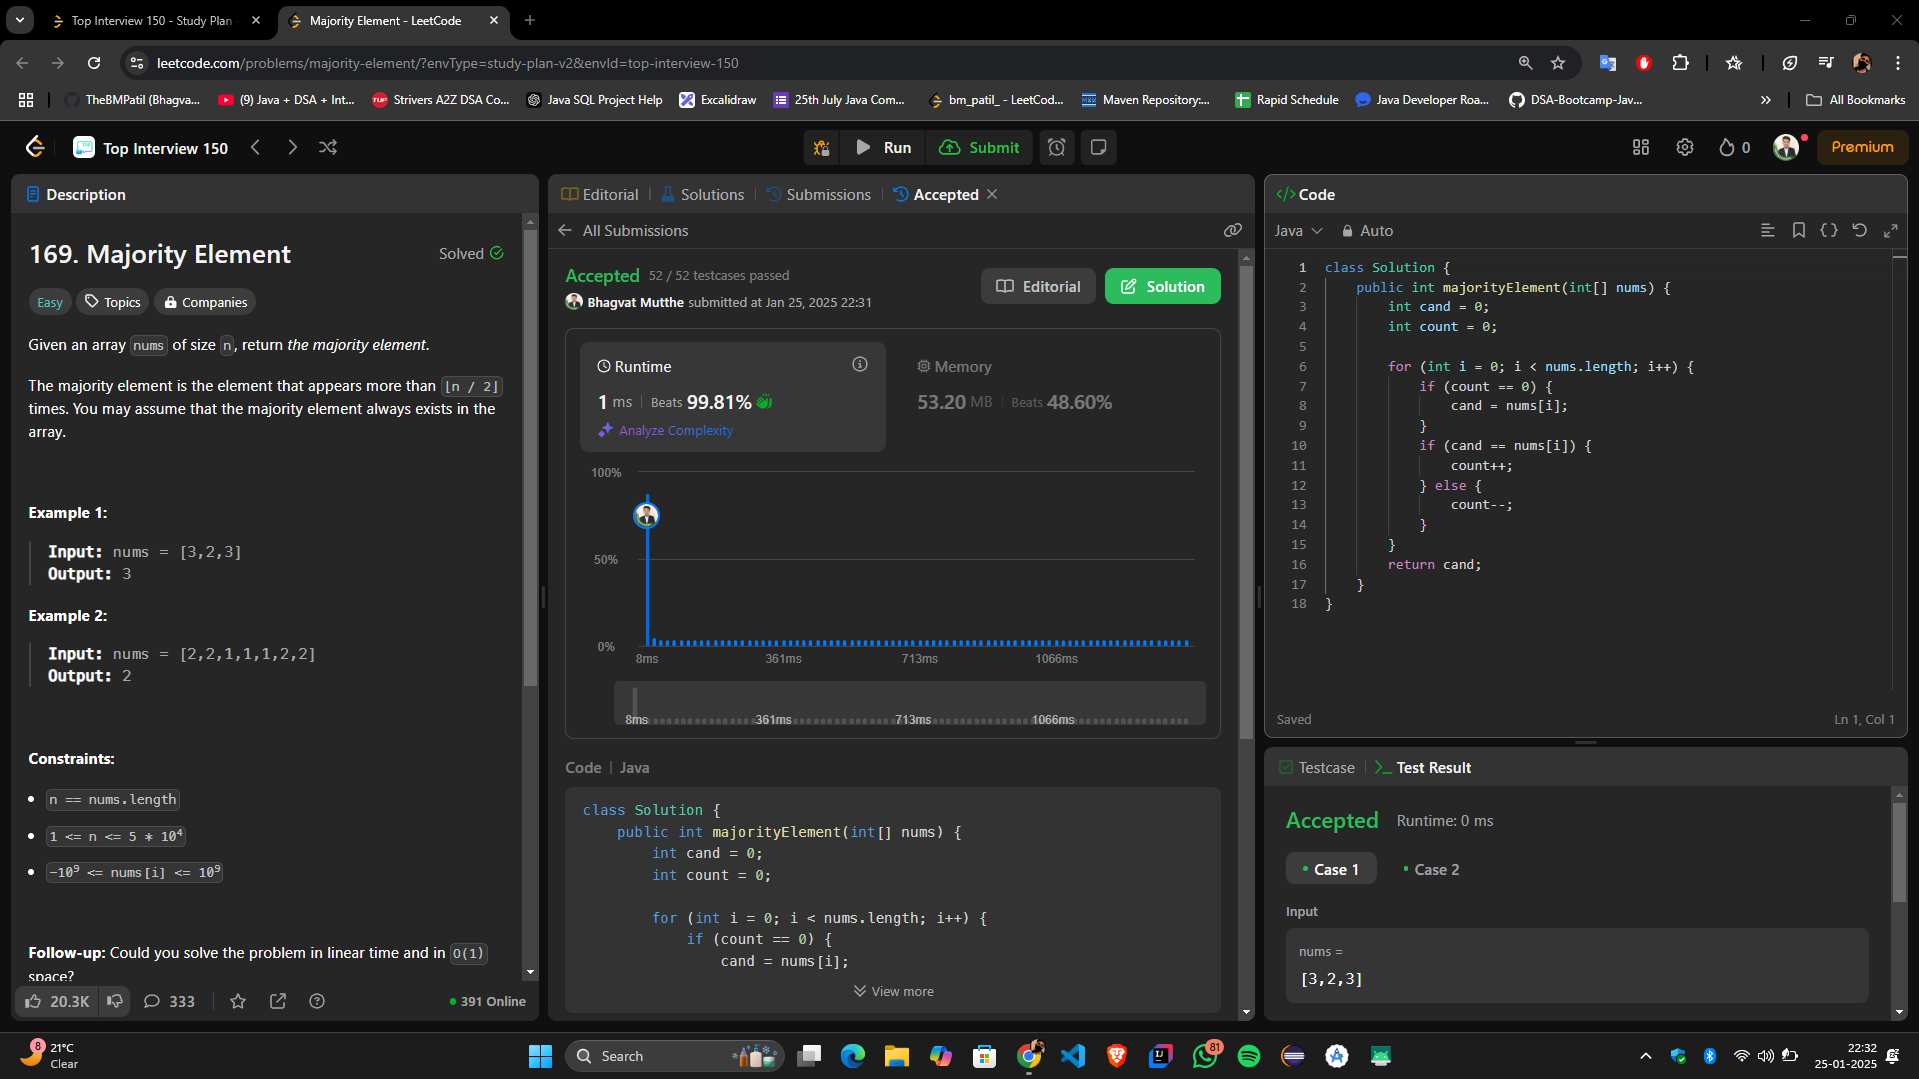 Top Interview 150 - Study Plan
Majority Element - LeetCode
leetcode.com/problems/majority-element/?envType=study-plan-v2&envId=top-interview-150
TheBMPatil (Bhagva...
(9) Java + DSA + Int...
Strivers A2Z DSA Co...
Java SQL Project Help
Excalidraw
25th July Java Com...
bm_patil_ - LeetCod...
Maven Repository:...
Rapid Schedule
Java Developer Roa...
DSA-Bootcamp-Jav...
All Bookmarks
Top Interview 150
Run
Submit
0
Premium
Description
169. Majority Element
Solved
Easy
Topics
Companies
Given an array nums of size n, return the majority element.
The majority element is the element that appears more than ⌊n / 2⌋
times. You may assume that the majority element always exists in the
array.
Example 1:
Input: nums = [3,2,3]
Output: 3
Example 2:
Input: nums = [2,2,1,1,1,2,2]
Output: 2
Constraints:
n == nums.length
1 <= n <= 5 * 10⁴
-10⁹ <= nums[i] <= 10⁹
Follow-up: Could you solve the problem in linear time and in O(1)
space?
20.3K
333
391 Online
Editorial
Solutions
Submissions
Accepted
All Submissions
Accepted 52 / 52 testcases passed
Bhagvat Mutthe submitted at Jan 25, 2025 22:31
Editorial
Solution
Runtime
1 ms Beats 99.81%
Analyze Complexity
Memory
53.20 MB Beats 48.60%
100%
50%
0%
8ms 361ms 713ms 1066ms
8ms 361ms 713ms 1066ms
Code | Java
class Solution {
public int majorityElement(int[] nums) {
int cand = 0;
int count = 0;
for (int i = 0; i < nums.length; i++) {
if (count == 0) {
cand = nums[i];
View more
Code
Java
Auto
1 class Solution {
2 public int majorityElement(int[] nums) {
3 int cand = 0;
4 int count = 0;
5
6 for (int i = 0; i < nums.length; i++) {
7 if (count == 0) {
8 cand = nums[i];
9 }
10 if (cand == nums[i]) {
11 count++;
12 } else {
13 count--;
14 }
15 }
16 return cand;
17 }
18 }
Saved
Ln 1, Col 1
Testcase
Test Result
Accepted Runtime: 0 ms
Case 1
Case 2
Input
nums =
[3,2,3]
8
21°C
Clear
Search
81
22:32
25-01-2025